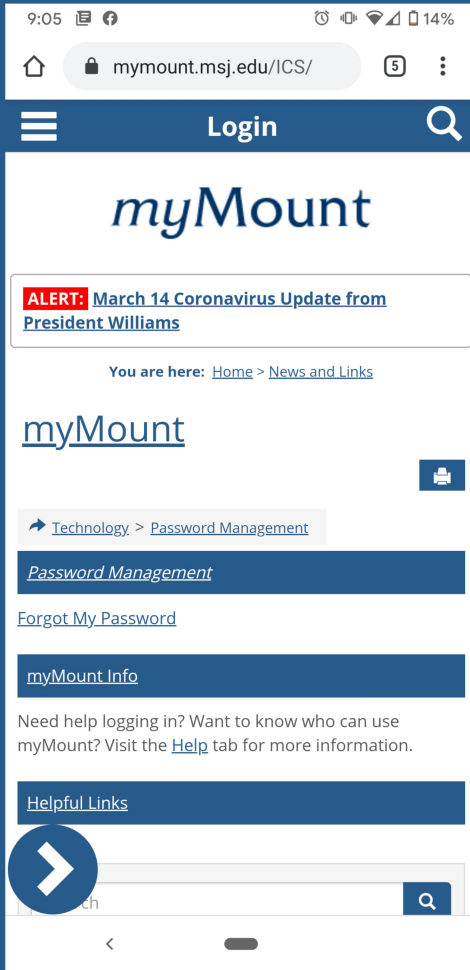 9:05 14%
mymount.msj.edu/ICS/ 5
Login
myMount
ALERT: March 14 Coronavirus Update from
President Williams
You are here: Home > News and Links
myMount
Technology > Password Management
Password Management
Forgot My Password
myMount Info
Need help logging in? Want to know who can use
myMount? Visit the Help tab for more information.
Helpful Links